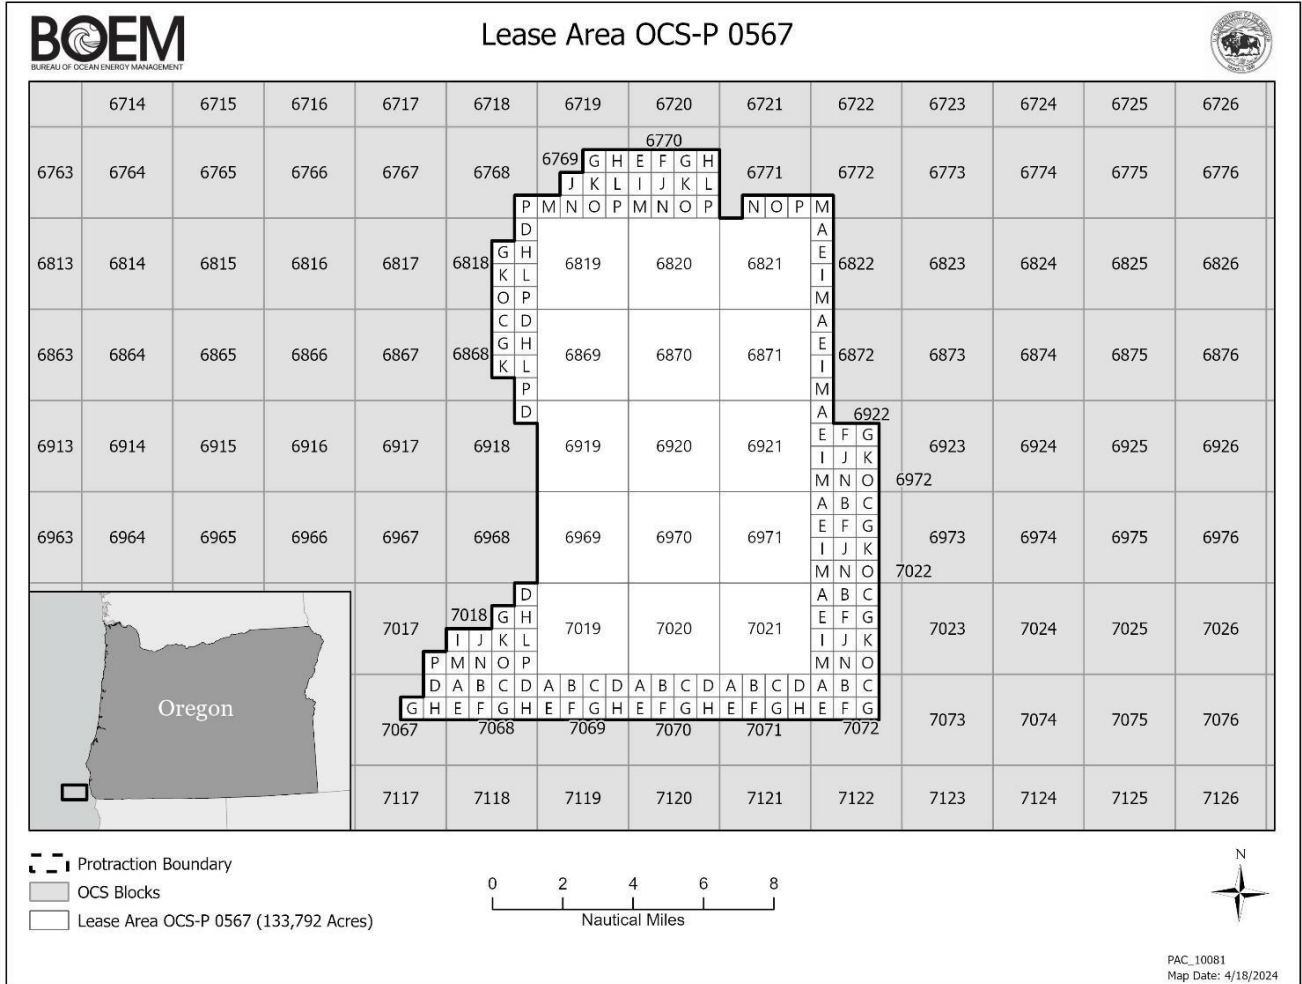 BOEM
BUREAU OF OCEAN ENERGY MANAGEMENT
Lease Area OCS-P 0567
6714 6715 6716 6717 6718 6719 6720 6721 6722 6723 6724 6725 6726
6770
6769 G H E F G H
6763 6764 6765 6766 6767 6768 6771 6772 6773 6774 6775 6776
J K L I J K L
P M N O P M N O P N O P M
D A
G H E
6813 6814 6815 6816 6817 6818 6819 6820 6821 6822 6823 6824 6825 6826
K L I
O P M
C D A
G H E
6863 6864 6865 6866 6867 6868 6869 6870 6871 6872 6873 6874 6875 6876
K L I
P M
D A 6922
E F G
6913 6914 6915 6916 6917 6918 6919 6920 6921 6923 6924 6925 6926
I J K
M N O 6972
A B C
E F G
6963 6964 6965 6966 6967 6968 6969 6970 6971 6973 6974 6975 6976
I J K
M N O 7022
D A B C
7018 G H E F G
7017 7019 7020 7021 7023 7024 7025 7026
I J K L I J K
P M N O P M N O
D A B C D A B C D A B C D A B C D A B C
G H E F G H E F G H E F G H E F G H E F G
7067 7068 7069 7070 7071 7072 7073 7074 7075 7076
7117 7118 7119 7120 7121 7122 7123 7124 7125 7126
Oregon
Protraction Boundary
OCS Blocks
Lease Area OCS-P 0567 (133,792 Acres)
0 2 4 6 8
Nautical Miles
N
PAC_10081
Map Date: 4/18/2024